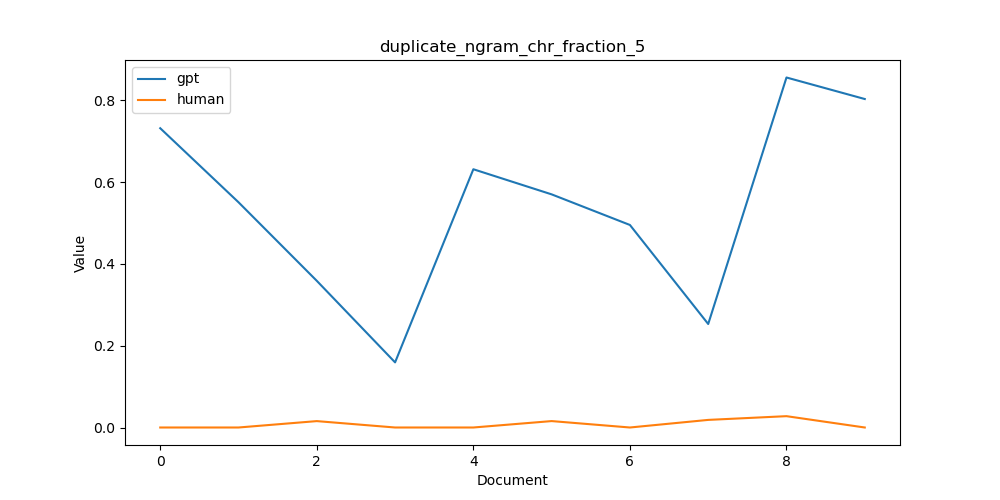 duplicate_ngram_chr_fraction_5
gpt
human
0.8
0.6
0.4
0.2
0.0
Value
0 2 4 6 8
Document